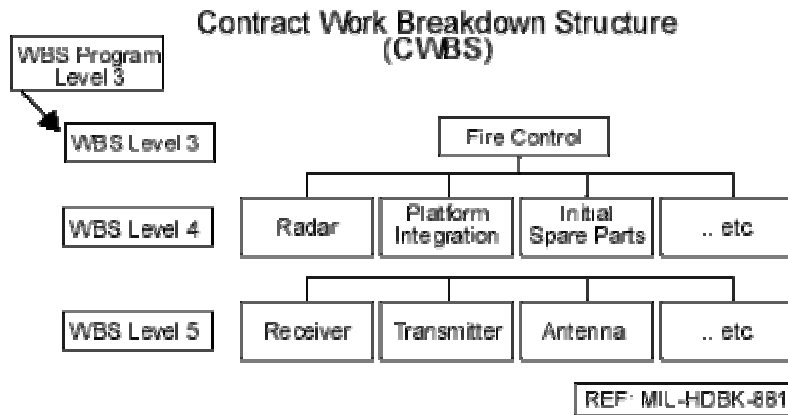 Contract Work Breakdown Structure
(CWBS)
WBS Program
Level 3
WBS Level 3
Fire Control
WBS Level 4
Radar
Platform
Integration
Initial
Spare Parts
.. etc
WBS Level 5
Receiver
Transmitter
Antenna
.. etc
REF: MIL-HDBK-881